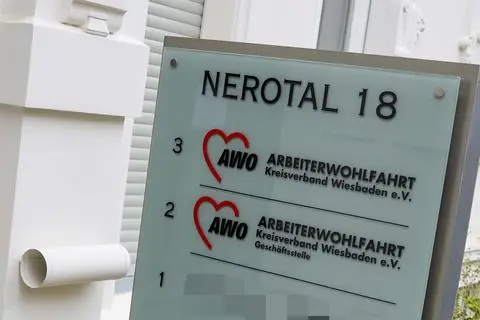 NEROTAL 18
3 AWO ARBEITERWOHLFAHRT
Kreisverband Wiesbaden e.V.
2 AWO ARBEITERWOHLFAHRT
Kreisverband Wiesbaden e.V.
Geschäftsstelle
1